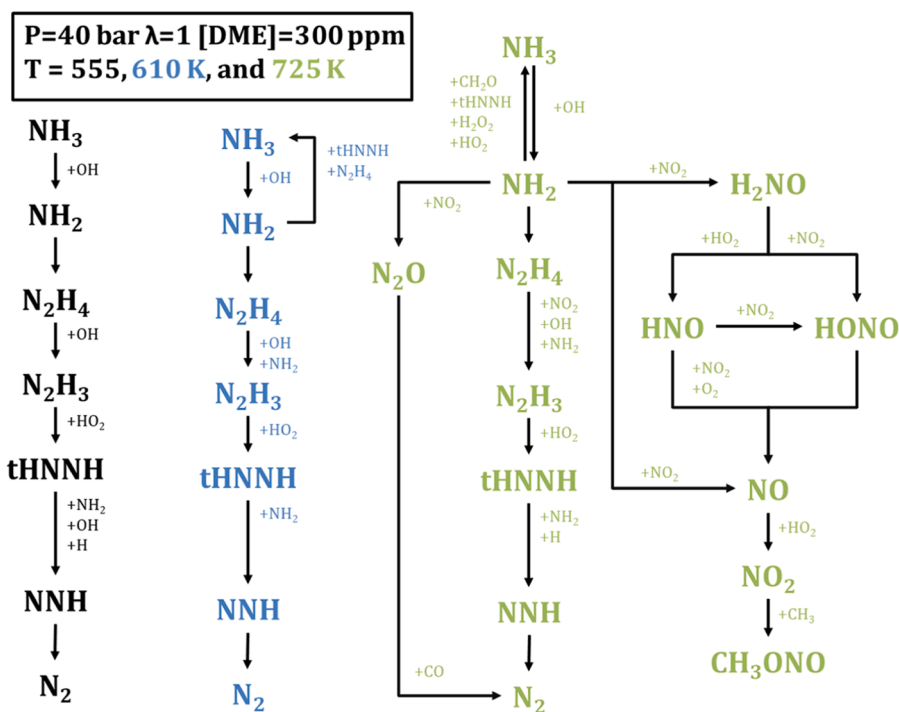 P=40 bar λ=1 [DME]=300 ppm
T = 555, 610 K, and 725 K
NH₃
+OH
NH₂
N₂H₄
+OH
N₂H₃
+HO₂
tHNNH
+NH₂
+OH
+H
NNH
N₂
NH₃
+tHNNH
+N₂H₄
+OH
NH₂
N₂H₄
+OH
+NH₂
N₂H₃
+HO₂
tHNNH
+NH₂
NNH
N₂
NH₃
+CH₂O
+tHNNH
+H₂O₂
+HO₂
+OH
NH₂
+NO₂
N₂O
+CO
N₂H₄
+NO₂
+OH
+NH₂
N₂H₃
+HO₂
tHNNH
+NH₂
+H
NNH
N₂
+NO₂
H₂NO
+HO₂
+NO₂
HNO
+NO₂
HONO
+NO₂
+O₂
+NO₂
NO
+HO₂
NO₂
+CH₃
CH₃ONO